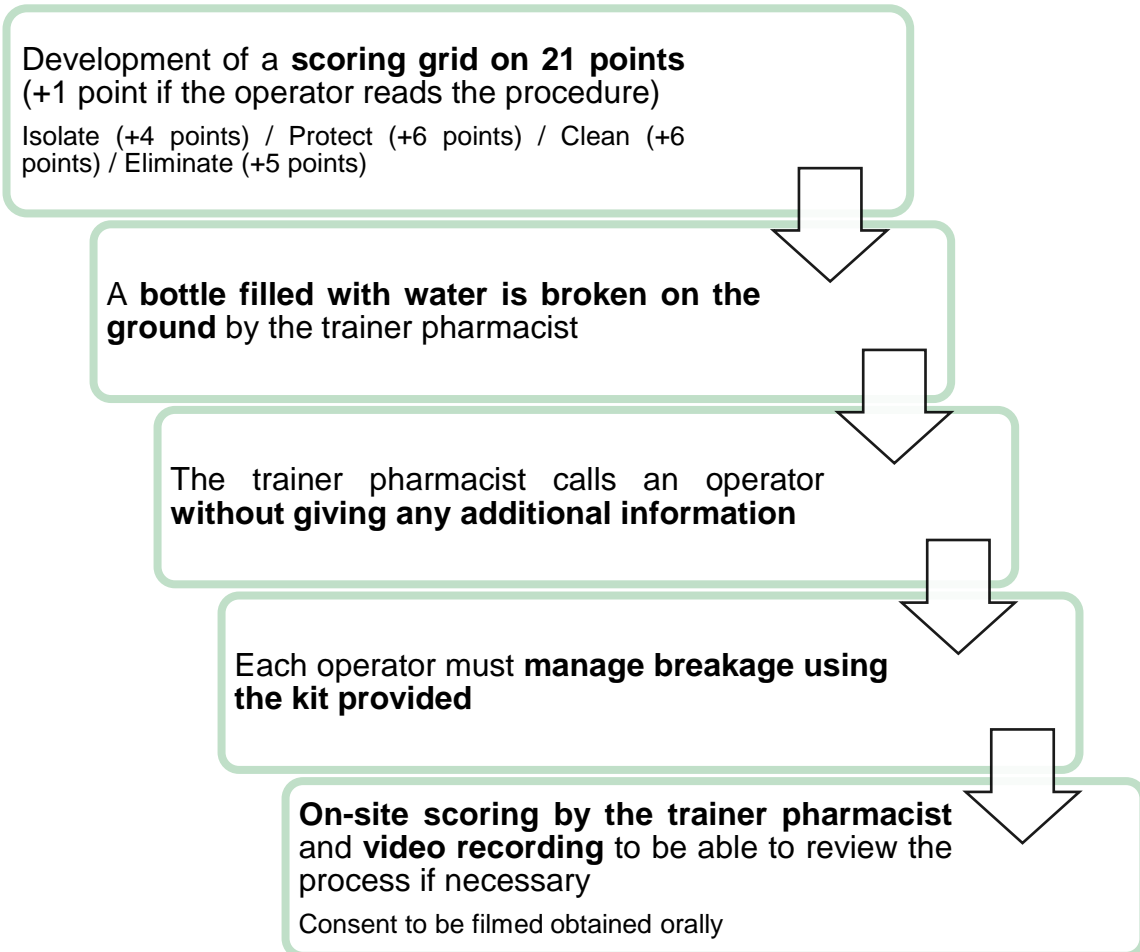 Development of a scoring grid on 21 points
(+1 point if the operator reads the procedure)
Isolate (+4 points) / Protect (+6 points) / Clean (+6
points) / Eliminate (+5 points)
A bottle filled with water is broken on the
ground by the trainer pharmacist
The trainer pharmacist calls an operator
without giving any additional information
Each operator must manage breakage using
the kit provided
On-site scoring by the trainer pharmacist
and video recording to be able to review the
process if necessary
Consent to be filmed obtained orally